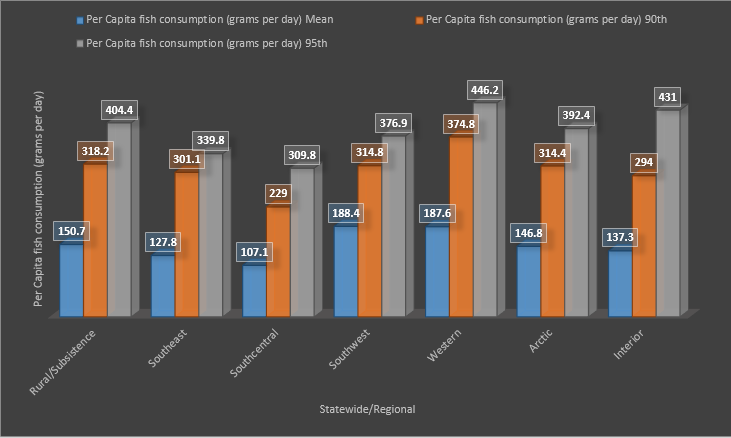 Per Capita fish consumption (grams per day) Mean
Per Capita fish consumption (grams per day) 90th
Per Capita fish consumption (grams per day) 95th
Per Capita fish consumption (grams per day)
150.7
318.2
404.4
127.8
301.1
339.8
107.1
229
309.8
188.4
314.8
376.9
187.6
374.8
446.2
146.8
314.4
392.4
137.3
294
431
Rural/Subsistence
Southeast
Southcentral
Southwest
Western
Arctic
Interior
Statewide/Regional